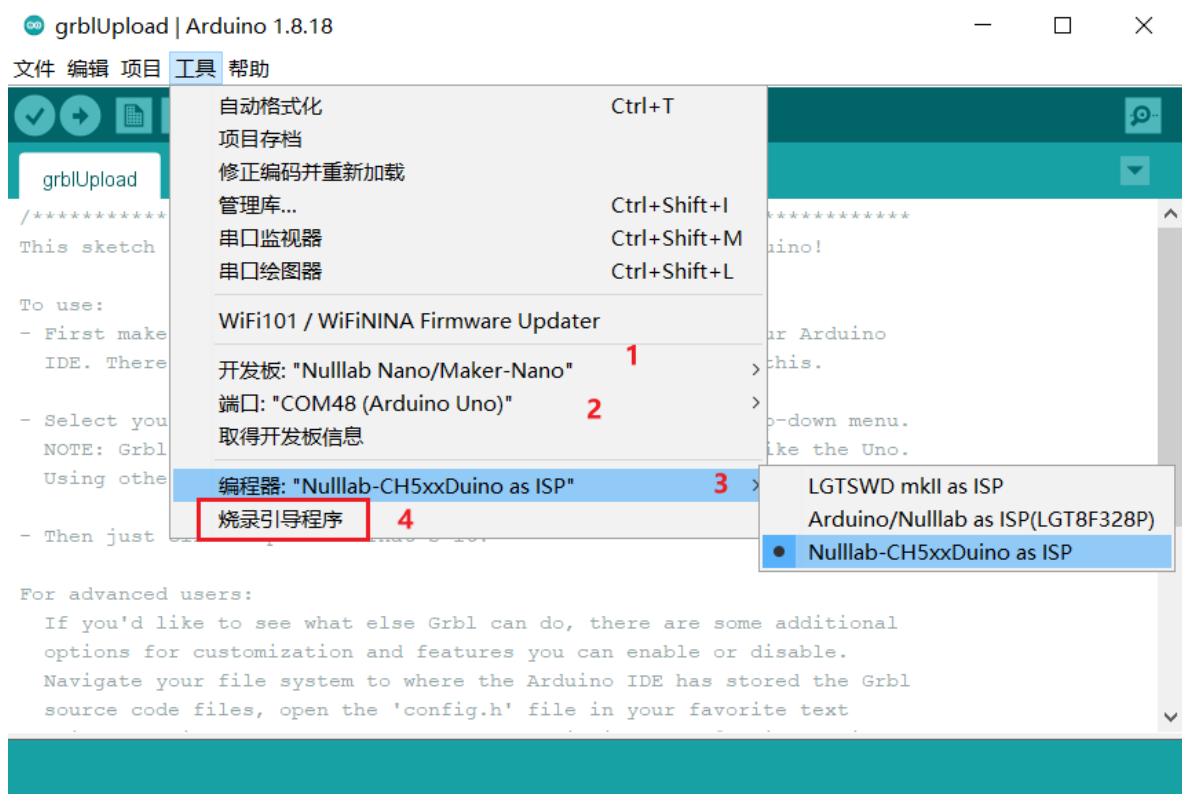 grblUpload | Arduino 1.8.18
文件 编辑 项目 工具 帮助
自动格式化 Ctrl+T
项目存档
修正编码并重新加载
管理库... Ctrl+Shift+I
串口监视器 Ctrl+Shift+M
串口绘图器 Ctrl+Shift+L
WiFi101 / WiFiNINA Firmware Updater
开发板: "Nulllab Nano/Maker-Nano" 1
端口: "COM48 (Arduino Uno)" 2
取得开发板信息
编程器: "Nulllab-CH5xxDuino as ISP" 3
烧录引导程序 4
LGTSWD mkII as ISP
Arduino/Nulllab as ISP(LGT8F328P)
Nulllab-CH5xxDuino as ISP
grblUpload
This sketch
To use:
- First make Arduino
IDE. There this.
- Select you down menu.
NOTE: Grbl like the Uno.
Using othe
- Then just
For advanced users:
If you'd like to see what else Grbl can do, there are some additional
options for customization and features you can enable or disable.
Navigate your file system to where the Arduino IDE has stored the Grbl
source code files, open the 'config.h' file in your favorite text